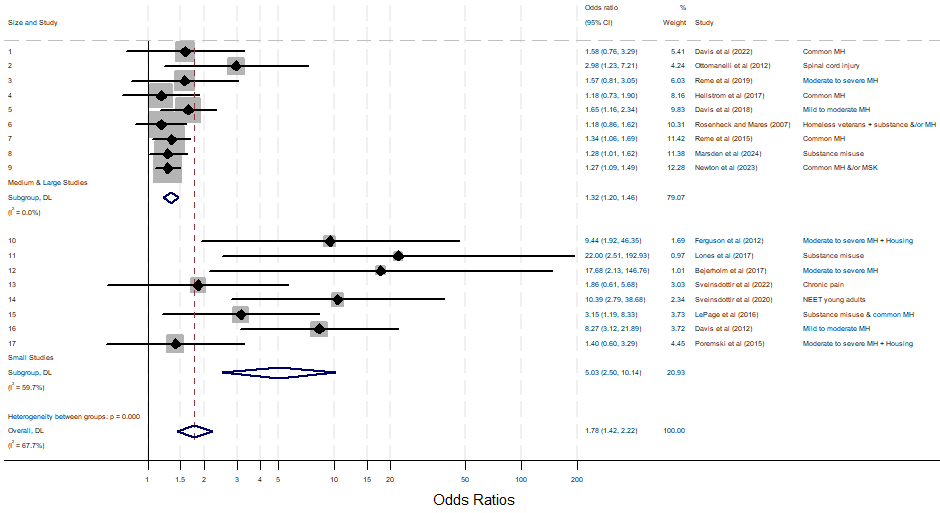 Odds ratio %
Size and Study (95% CI) Weight Study
1 1.58 (0.76, 3.29) 5.41 Davis et al (2022) Common MH
2 2.98 (1.23, 7.21) 4.24 Ottomanelli et al (2012) Spinal cord injury
3 1.57 (0.81, 3.05) 6.03 Reme et al (2019) Moderate to severe MH
4 1.18 (0.73, 1.90) 8.16 Hellstrom et al (2017) Common MH
5 1.65 (1.16, 2.34) 9.83 Davis et al (2018) Mild to moderate MH
6 1.18 (0.86, 1.62) 10.31 Rosenheck and Mares (2007) Homeless veterans + substance &/or MH
7 1.34 (1.06, 1.69) 11.42 Reme et al (2015) Common MH
8 1.28 (1.01, 1.62) 11.38 Marsden et al (2024) Substance misuse
9 1.27 (1.09, 1.49) 12.28 Newton et al (2023) Common MH &/or MSK
Medium & Large Studies
Subgroup, DL 1.32 (1.20, 1.46) 79.07
(I² = 0.0%)
10 9.44 (1.92, 46.35) 1.69 Ferguson et al (2012) Moderate to severe MH + Housing
11 22.00 (2.51, 192.93) 0.97 Lones et al (2017) Substance misuse
12 17.68 (2.13, 146.76) 1.01 Bejerholm et al (2017) Moderate to severe MH
13 1.86 (0.61, 5.68) 3.03 Sveinsdottir et al (2022) Chronic pain
14 10.39 (2.79, 38.68) 2.34 Sveinsdottir et al (2020) NEET young adults
15 3.15 (1.19, 8.33) 3.73 LePage et al (2016) Substance misuse & common MH
16 8.27 (3.12, 21.89) 3.72 Davis et al (2012) Mild to moderate MH
17 1.40 (0.60, 3.29) 4.45 Poremski et al (2015) Moderate to severe MH + Housing
Small Studies
Subgroup, DL 5.03 (2.50, 10.14) 20.93
(I² = 59.7%)
Heterogeneity between groups: p = 0.000
Overall, DL 1.78 (1.42, 2.22) 100.00
(I² = 67.7%)
1 1.5 2 3 4 5 10 15 20 50 100 200
Odds Ratios